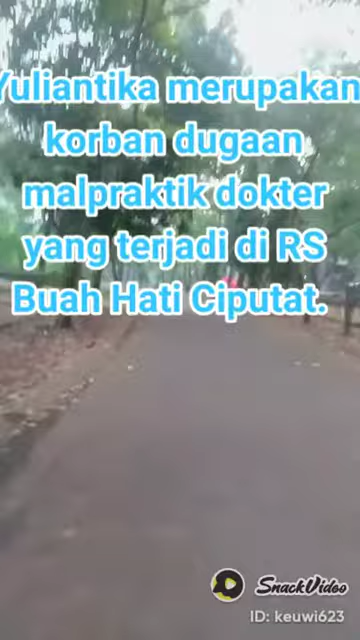 Yuliantika merupakan
korban dugaan
malpraktik dokter
yang terjadi di RS
Buah Hati Ciputat.
SnackVideo
ID: keuwi623